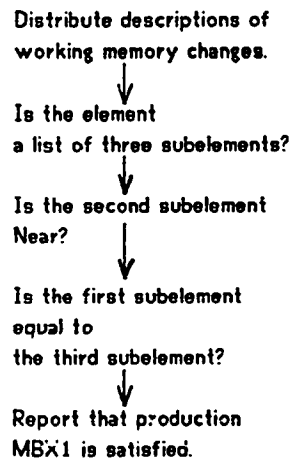 Distribute descriptions of
working memory changes.
Is the element
a list of three subelements?
Is the second subelement
Near?
Is the first subelement
equal to
the third subelement?
Report that production
MBX1 is satisfied.